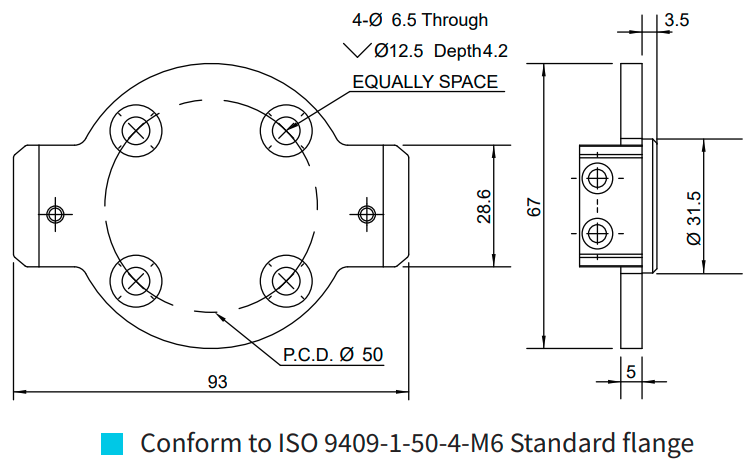 4-Ø 6.5 Through
Ø12.5 Depth4.2
EQUALLY SPACE
3.5
28.6
67
Ø 31.5
P.C.D. Ø 50
5
93
Conform to ISO 9409-1-50-4-M6 Standard flange